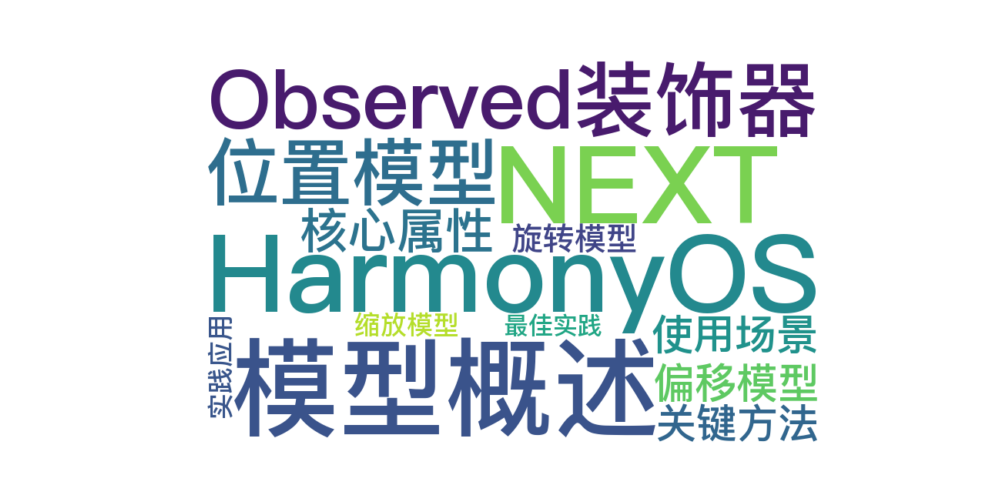 Observed装饰器
位置模型
NEXT
核心属性
旋转模型
HarmonyOS
缩放模型
最佳实践
使用场景
实践应用
模型概述
偏移模型
关键方法